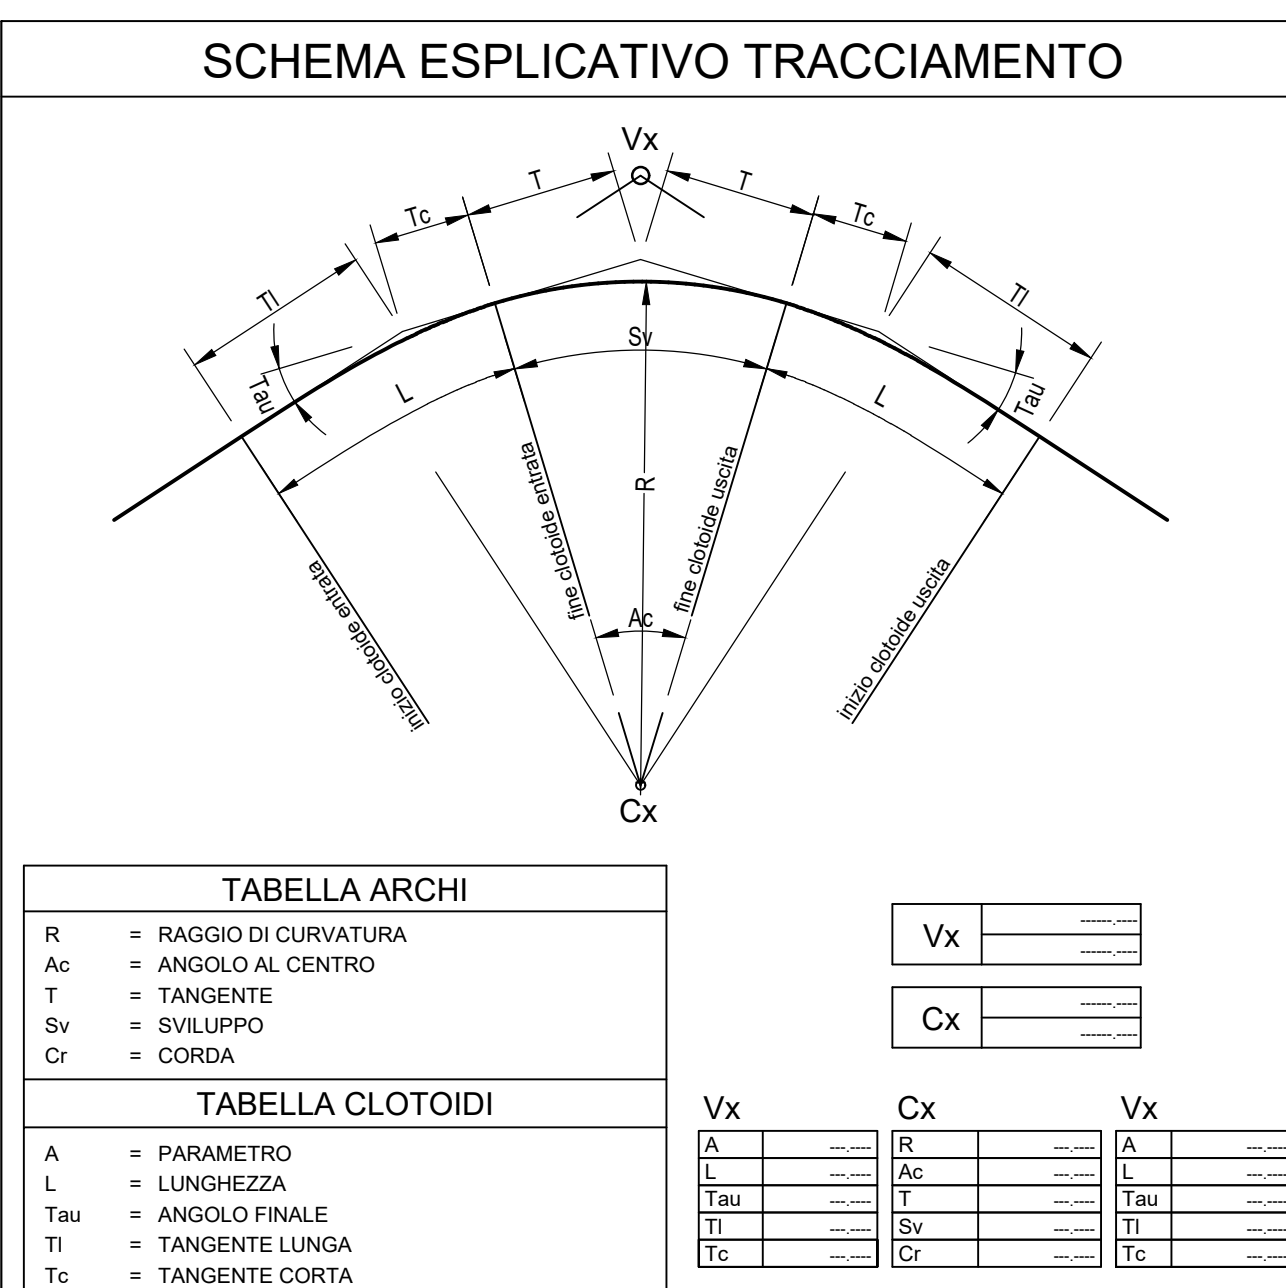 SCHEMA ESPLICATIVO TRACCIAMENTO
Vx
T
T
Tc
Tc
Tl
Tl
Sv
Tau
L
L
Tau
R
fine clotoide entrata
fine clotoide uscita
inizio clotoide entrata
inizio clotoide uscita
Ac
Cx
TABELLA ARCHI
R = RAGGIO DI CURVATURA
Ac = ANGOLO AL CENTRO
T = TANGENTE
Sv = SVILUPPO
Cr = CORDA
TABELLA CLOTOIDI
A = PARAMETRO
L = LUNGHEZZA
Tau = ANGOLO FINALE
Tl = TANGENTE LUNGA
Tc = TANGENTE CORTA
Vx ------.----
------.----
Cx ------.----
------.----
Vx Cx Vx
A ---.---- R ---.---- A ---.----
L ---.---- Ac ---.---- L ---.----
Tau ---.---- T ---.---- Tau ---.----
Tl ---.---- Sv ---.---- Tl ---.----
Tc ---.---- Cr ---.---- Tc ---.----